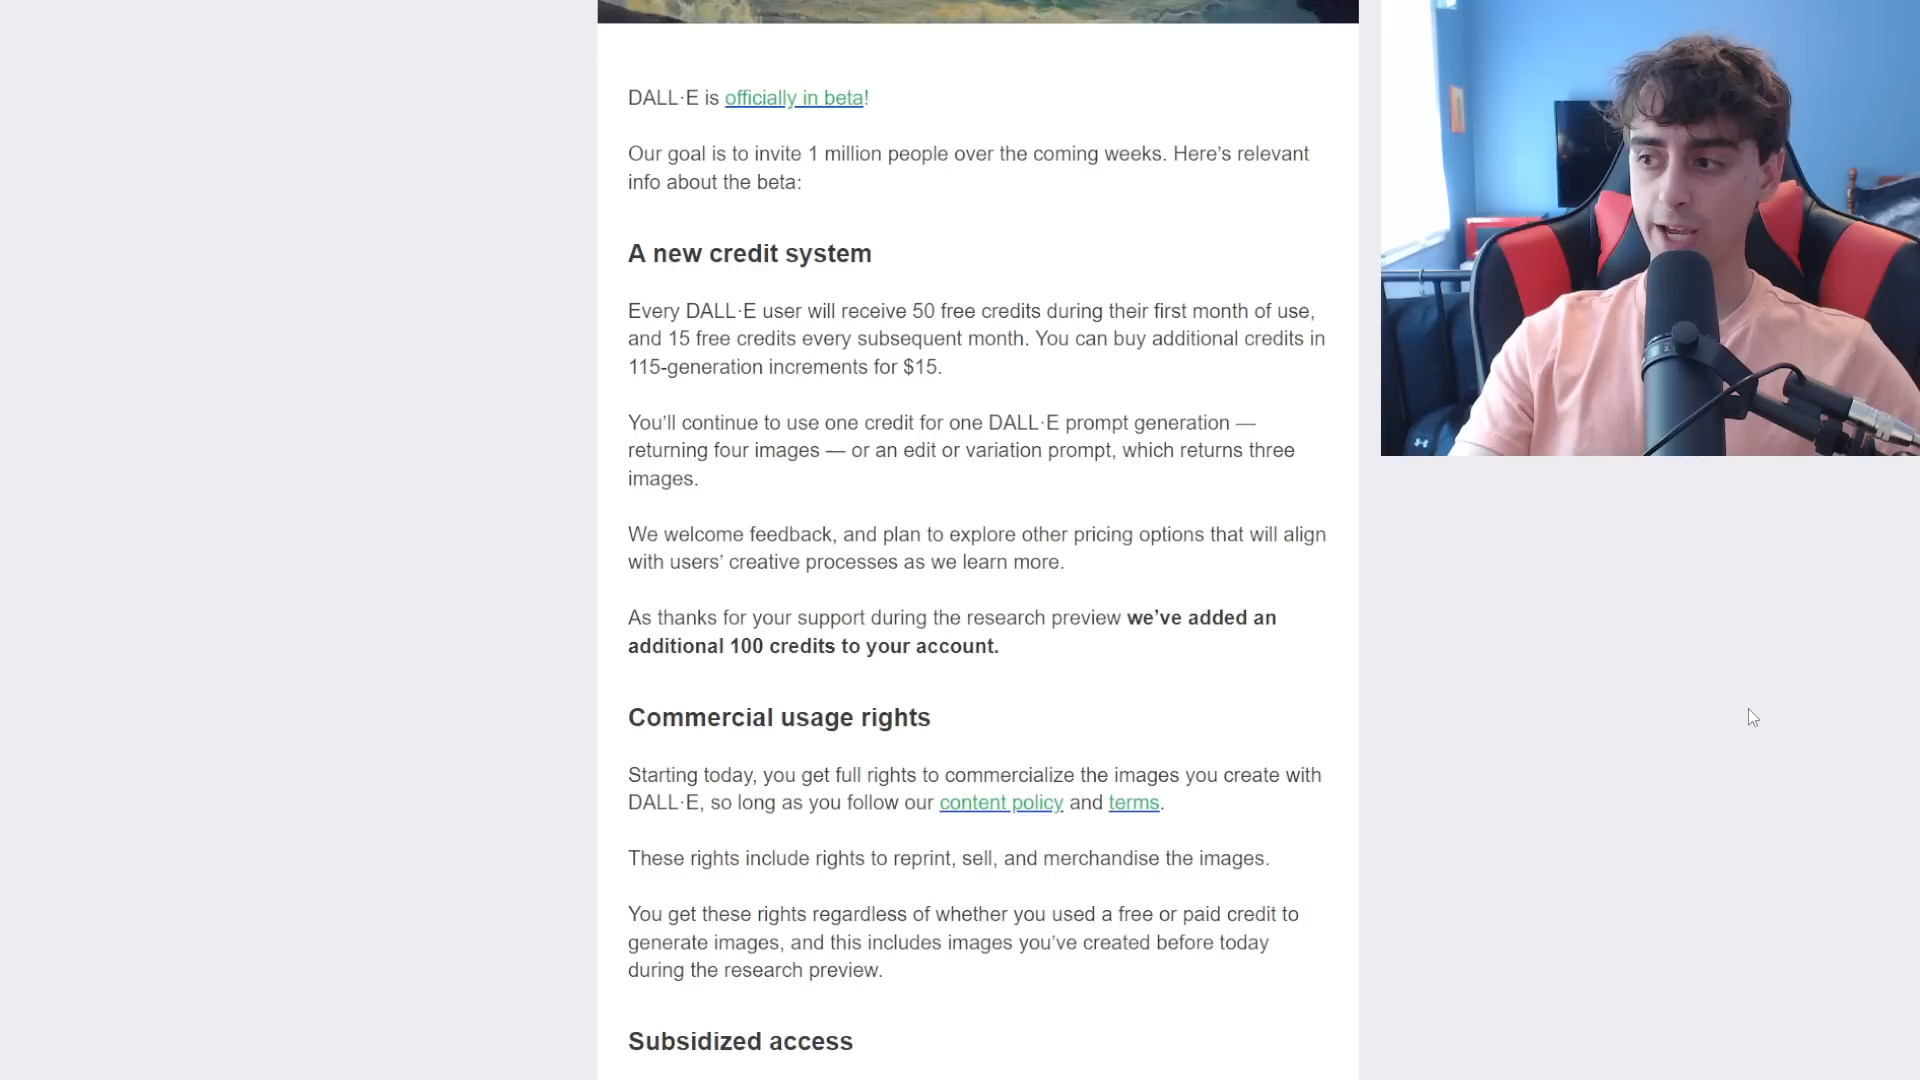 DALL·E is officially in beta!
Our goal is to invite 1 million people over the coming weeks. Here’s relevant
info about the beta:
A new credit system
Every DALL·E user will receive 50 free credits during their first month of use,
and 15 free credits every subsequent month. You can buy additional credits in
115-generation increments for $15.
You’ll continue to use one credit for one DALL·E prompt generation —
returning four images — or an edit or variation prompt, which returns three
images.
We welcome feedback, and plan to explore other pricing options that will align
with users’ creative processes as we learn more.
As thanks for your support during the research preview we’ve added an
additional 100 credits to your account.
Commercial usage rights
Starting today, you get full rights to commercialize the images you create with
DALL·E, so long as you follow our content policy and terms.
These rights include rights to reprint, sell, and merchandise the images.
You get these rights regardless of whether you used a free or paid credit to
generate images, and this includes images you’ve created before today
during the research preview.
Subsidized access